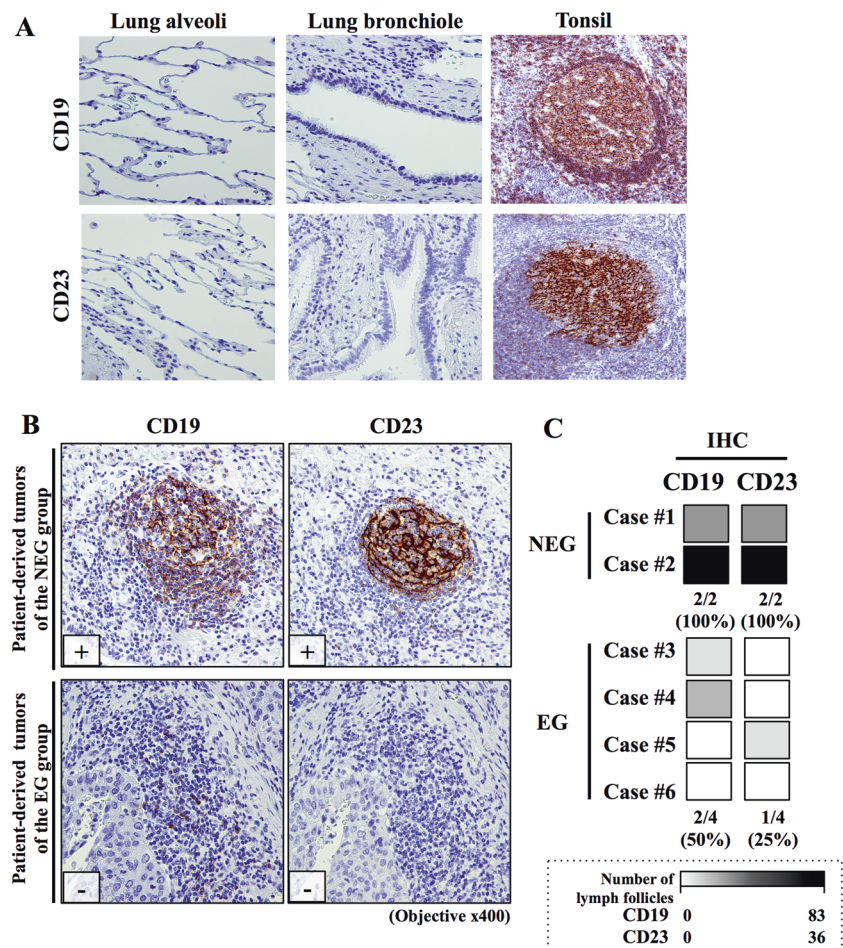 A
Lung alveoli
Lung bronchiole
Tonsil
CD19
CD23
B
CD19
CD23
Patient-derived tumors
of the NEG group
+
+
Patient-derived tumors
of the EG group
-
-
(Objective x400)
C
IHC
CD19 CD23
NEG
Case #1
Case #2
2/2 2/2
(100%) (100%)
EG
Case #3
Case #4
Case #5
Case #6
2/4 1/4
(50%) (25%)
Number of
lymph follicles
CD19 0 83
CD23 0 36